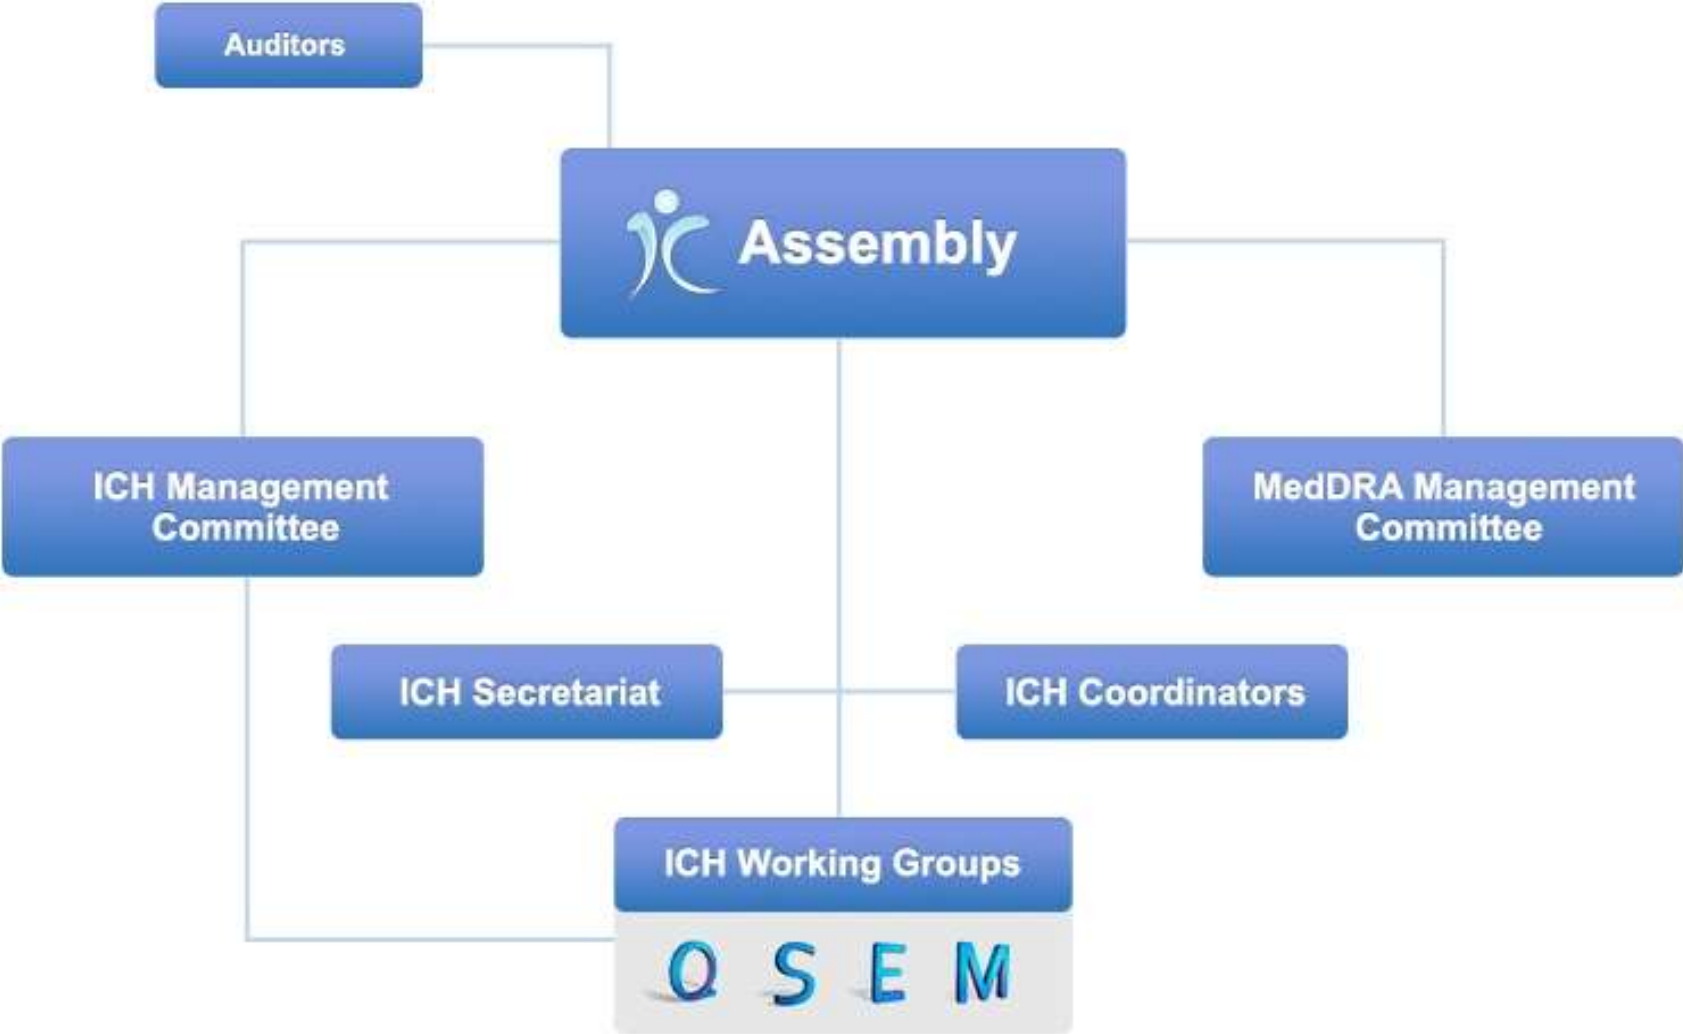 Auditors
Assembly
ICH Management
Committee
MedDRA Management
Committee
ICH Secretariat
ICH Coordinators
ICH Working Groups
Q S E M